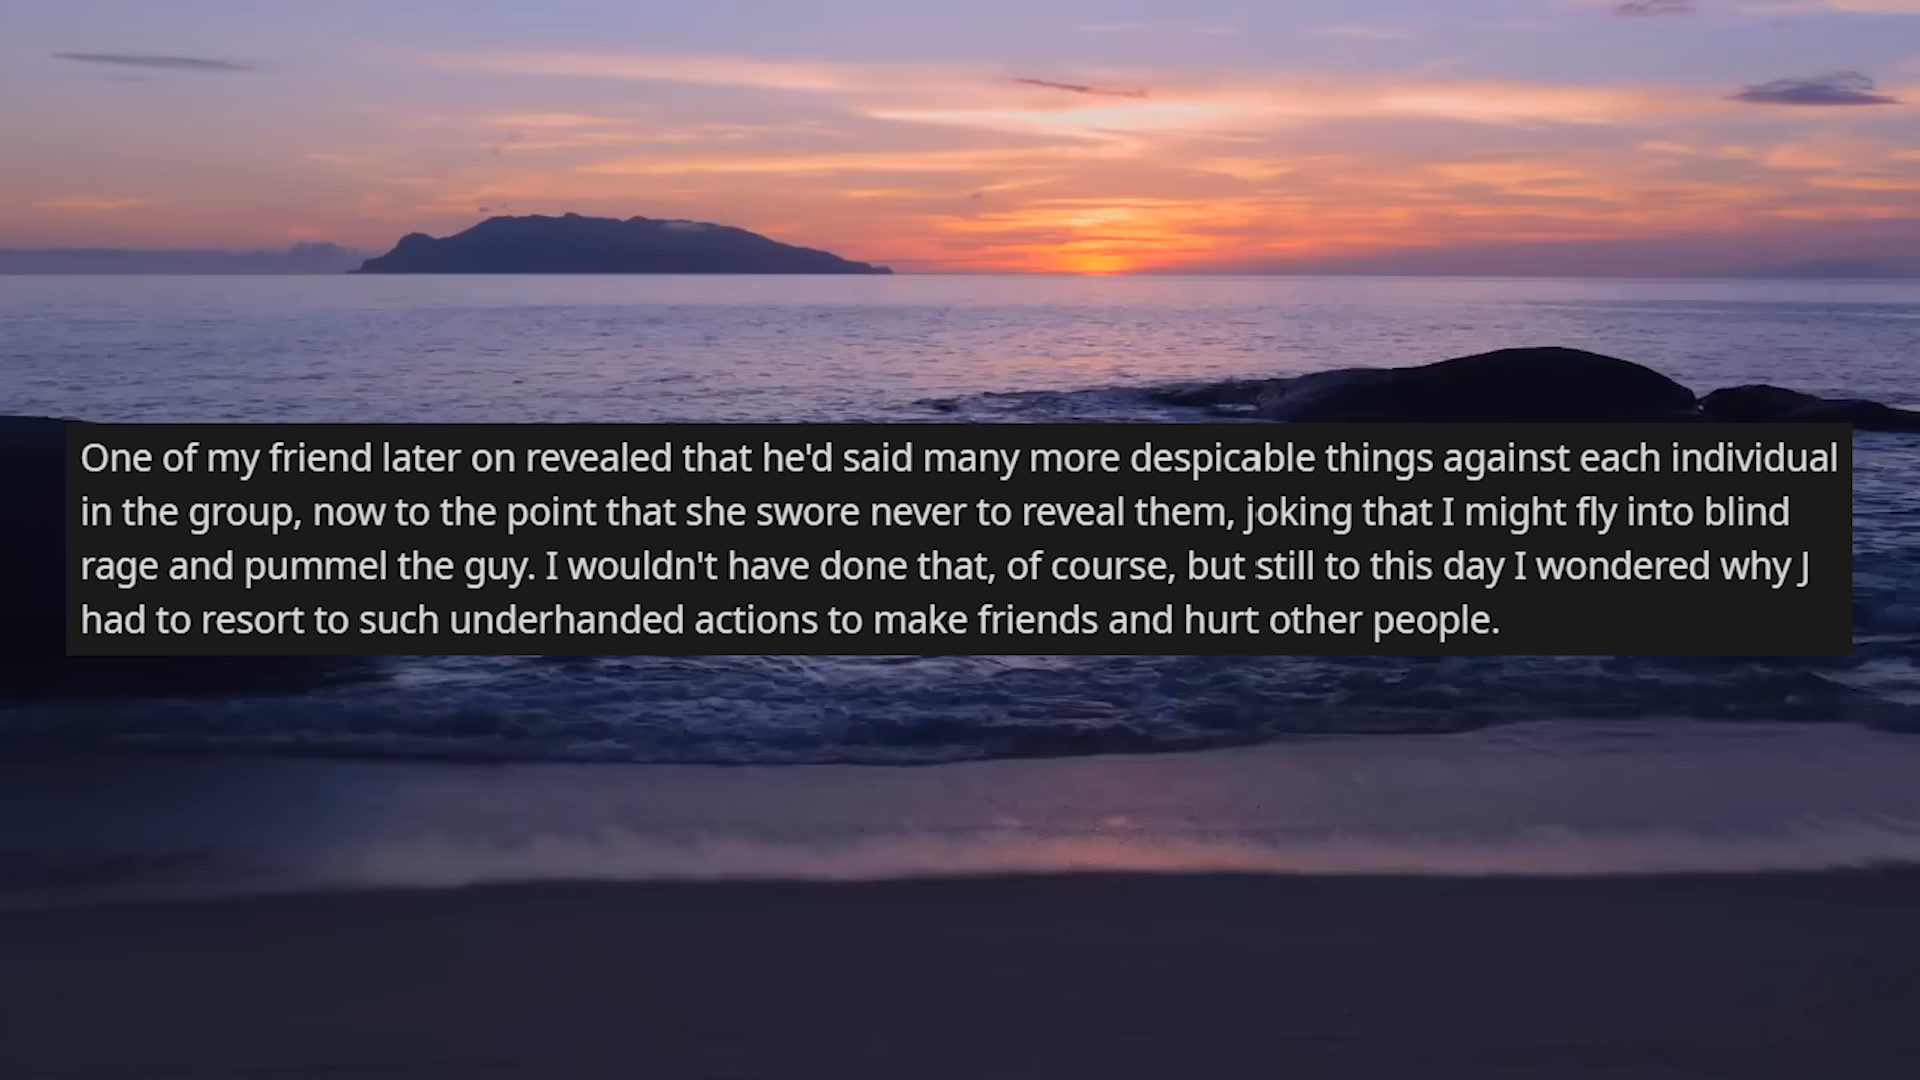 One of my friend later on revealed that he'd said many more despicable things against each individual
in the group, now to the point that she swore never to reveal them, joking that I might fly into blind
rage and pummel the guy. I wouldn't have done that, of course, but still to this day I wondered why J
had to resort to such underhanded actions to make friends and hurt other people.